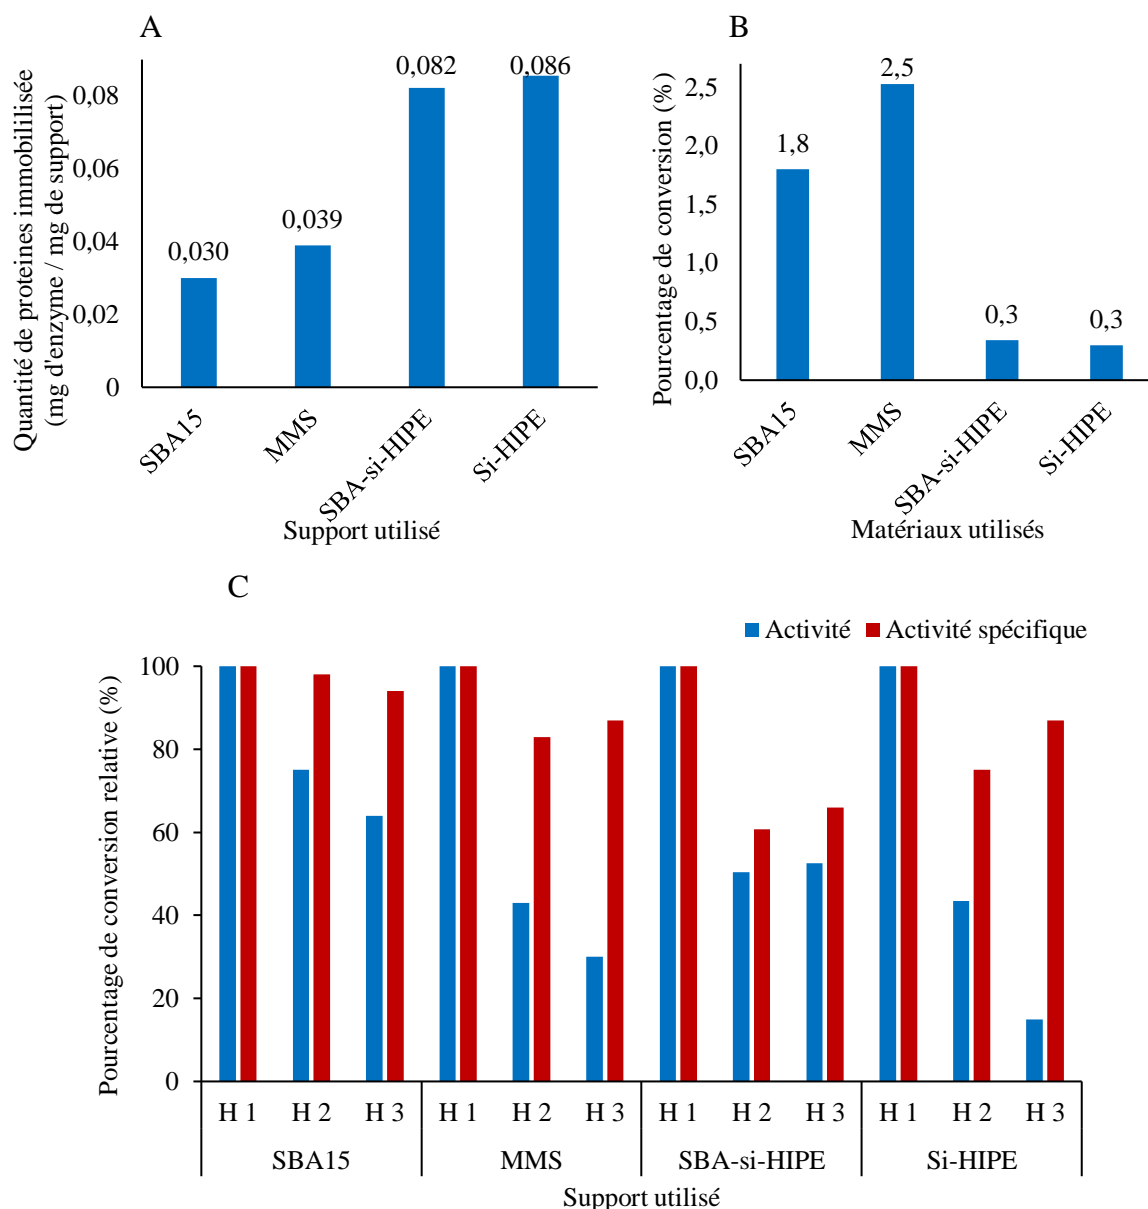 A
Quantité de proteines immobililisée
(mg d'enzyme / mg de support)
0,08
0,06
0,04
0,02
0
0,030
0,039
0,082
0,086
SBA15
MMS
SBA-si-HIPE
Si-HIPE
Support utilisé
B
Pourcentage de conversion (%)
2,5
2,0
1,5
1,0
0,5
0,0
1,8
2,5
0,3
0,3
SBA15
MMS
SBA-si-HIPE
Si-HIPE
Matériaux utilisés
C
Activité
Activité spécifique
Pourcentage de conversion relative (%)
100
80
60
40
20
0
H 1 H 2 H 3 H 1 H 2 H 3 H 1 H 2 H 3 H 1 H 2 H 3
SBA15 MMS SBA-si-HIPE Si-HIPE
Support utilisé